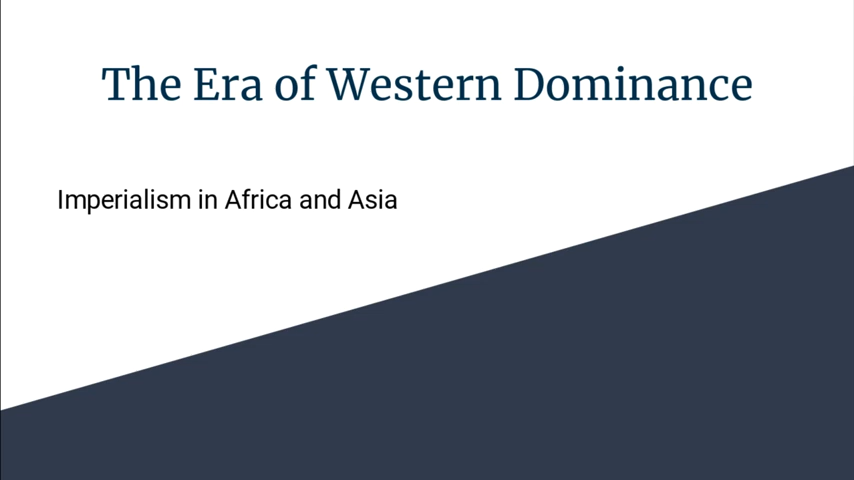 The Era of Western Dominance
Imperialism in Africa and Asia